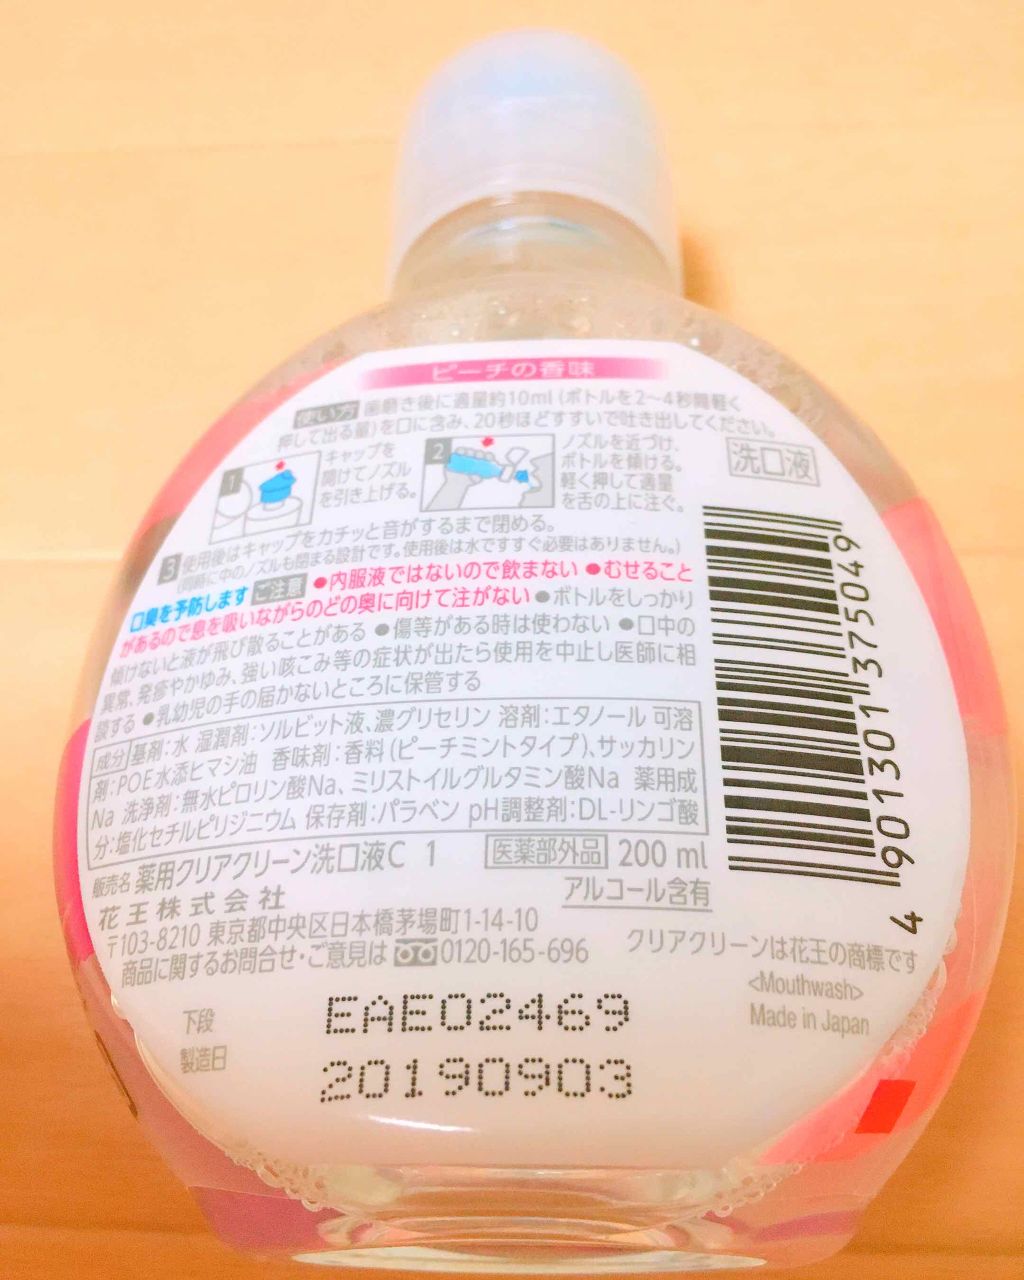 ピーチの香味
使い方 歯磨き後に適量約10ml (ボトルを2〜4秒間軽く
押して出る量)を口に含み、20秒ほどすすいで吐き出してください。
1 キャップを
開けてノズル
を引き上げる。
2 ノズルを近づけ、
ボトルを傾ける。
軽く押して適量
を舌の上に注ぐ。
洗口液
3 使用後はキャップをカチッと音がするまで閉める。
(同時に中のノズルも閉まる設計です。使用後は水ですすぐ必要はありません。)
口臭を予防します ご注意 ●内服液ではないので飲まない ●むせること
があるので息を吸いながらのどの奥に向けて注がない ●ボトルをしっかり
傾けないと液が飛び散ることがある ●傷等がある時は使わない ●口中の
異常、発疹やかゆみ、強い咳こみ等の症状が出たら使用を中止し医師に相
談する ●乳幼児の手の届かないところに保管する
成分 基剤:水 湿潤剤:ソルビット液、濃グリセリン 溶剤:エタノール 可溶
剤:POE水添ヒマシ油 香味剤:香料(ピーチミントタイプ)、サッカリン
Na 洗浄剤:無水ピロリン酸Na、ミリストイルグルタミン酸Na 薬用成
分:塩化セチルピリジニウム 保存剤:パラベン pH調整剤:DL-リンゴ酸
販売名 薬用クリアクリーン洗口液C 1 医薬部外品 200 ml
花王株式会社 アルコール含有
〒103-8210 東京都中央区日本橋茅場町1-14-10
商品に関するお問合せ・ご意見は 0120-165-696
クリアクリーンは花王の商標です
<Mouthwash>
Made in Japan
下段
製造日
EAE02469
20190903
4 901301 375049